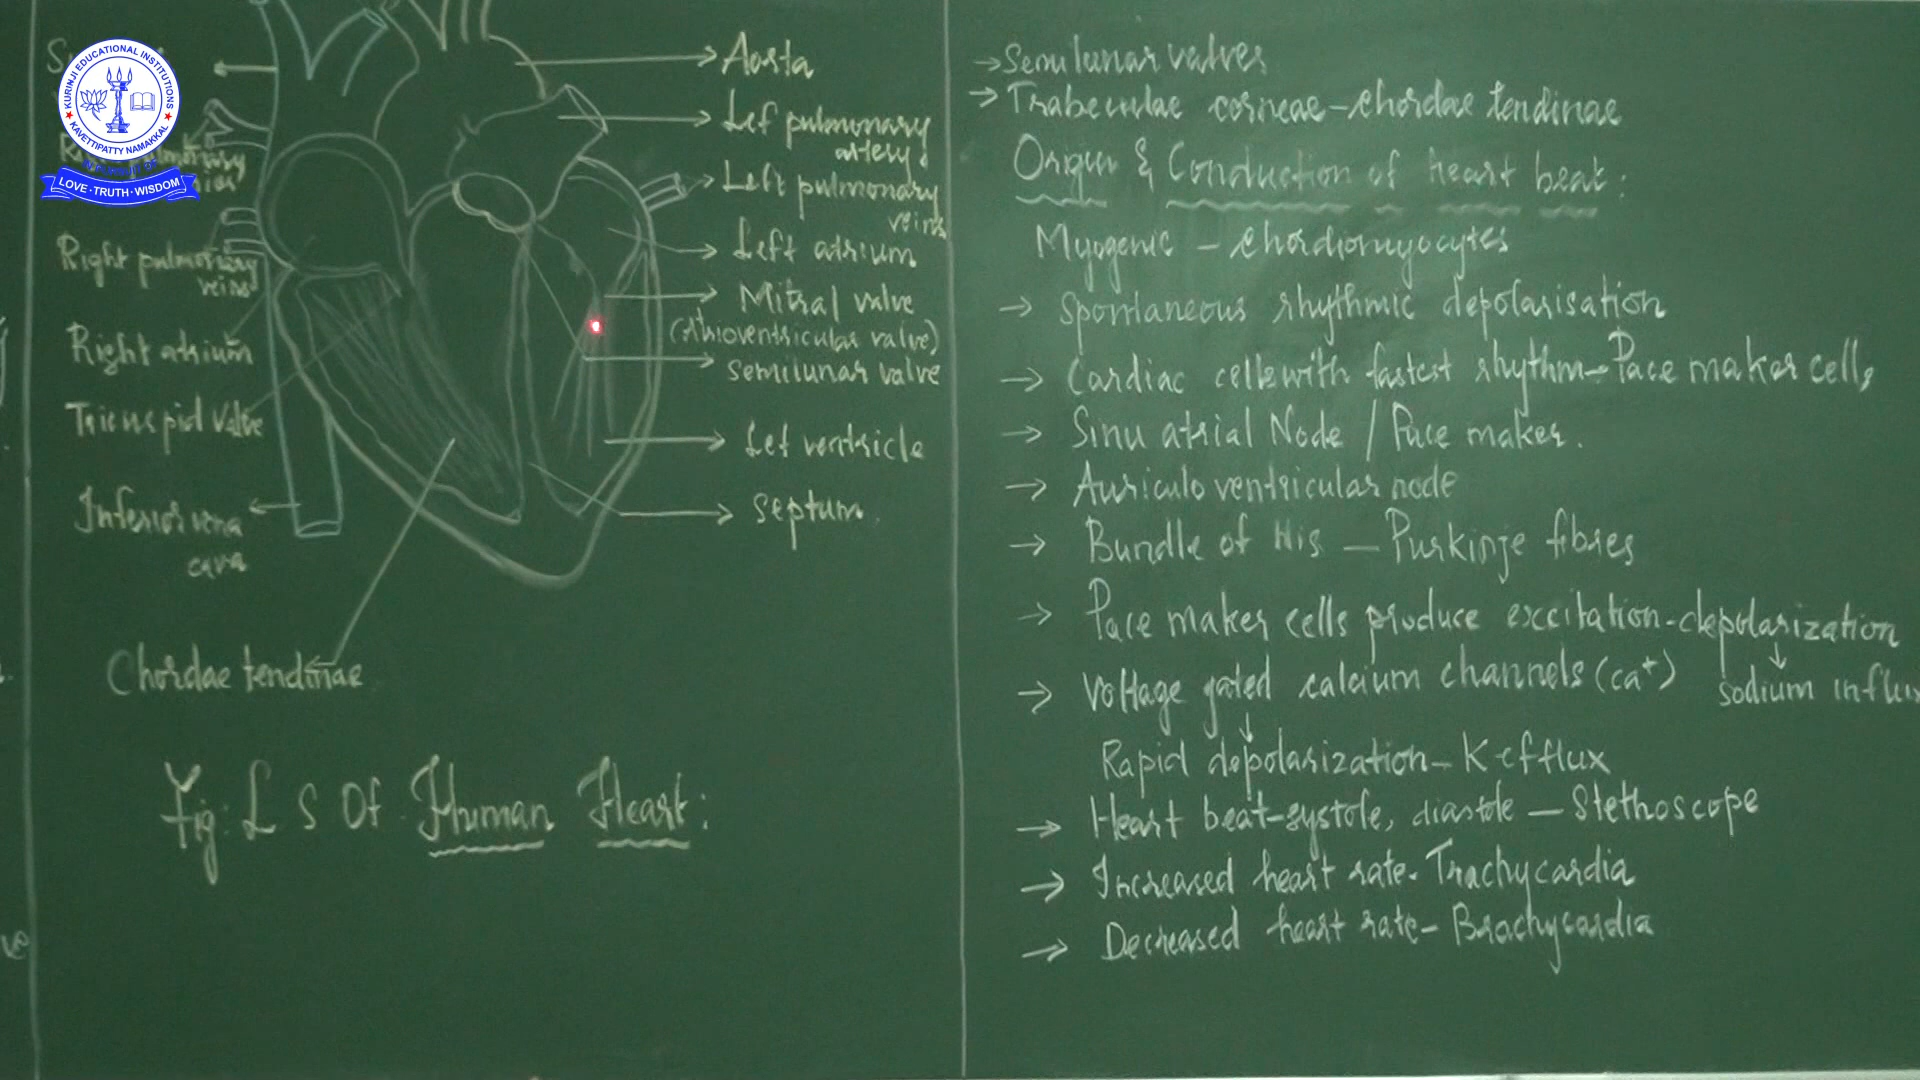 KURINJI EDUCATIONAL INSTITUTIONS
KAVETTIPATTY NAMAKKAL
LOVE · TRUTH · WISDOM
Right pulmonary
veins
Right atrium
Tricuspid Valve
Inferior vena
cava
Chordae tendinae
Fig: L S Of Human Heart:
Aorta
Lef pulmonary
artery
Left pulmonary
veins
Left atrium
Mitral valve
(Atrioventricular valve)
Semilunar valve
Lef ventricle
Septum
→ Semilunar valves
→ Trabeculae corneae - chordae tendinae
Origin & Conduction of heart beat:
Myogenic - Chordiomyocytes
→ Spontaneous rhythmic depolarisation
→ Cardiac cells with fastest rhythm - Pace maker cells
→ Sinu atrial Node / Pace maker.
→ Auriculo ventricular node
→ Bundle of His - Purkinje fibres
→ Pace maker cells produce excitation - depolarization
↓
sodium influx
→ Voltage gated calcium channels (ca⁺)
↓
Rapid depolarization - K efflux
→ Heart beat - systole, diastole - Stethoscope
→ Increased heart rate - Trachycardia
→ Decreased heart rate - Brachycardia